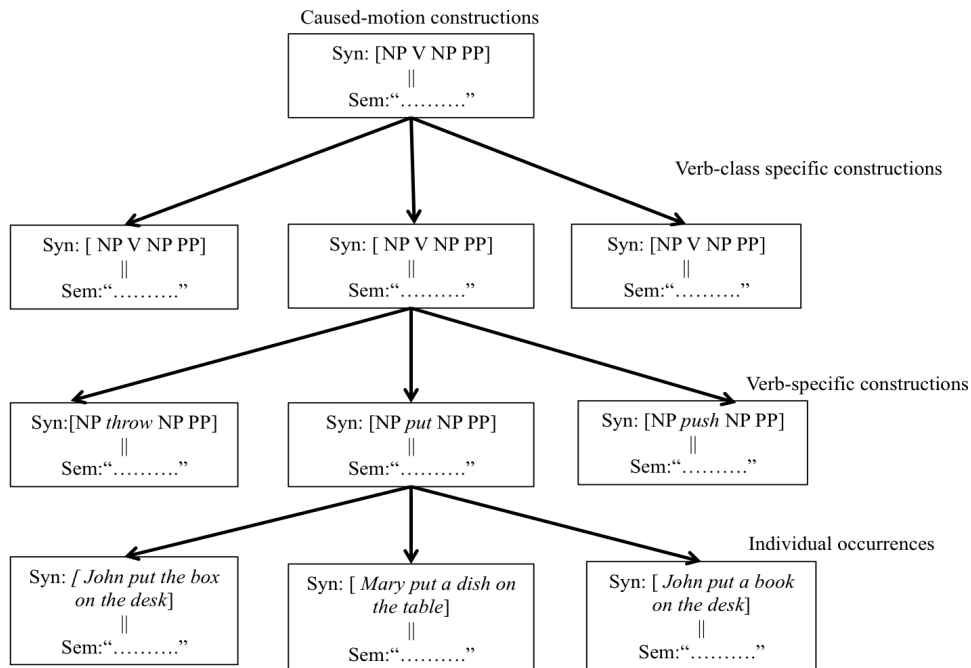 Caused-motion constructions
Syn: [NP V NP PP]
||
Sem:“……….”
Verb-class specific constructions
Syn: [ NP V NP PP]
||
Sem:“……….”
Syn: [ NP V NP PP]
||
Sem:“……….”
Syn: [NP V NP PP]
||
Sem:“……….”
Verb-specific constructions
Syn:[NP throw NP PP]
||
Sem:“……….”
Syn: [NP put NP PP]
||
Sem:“……….”
Syn: [NP push NP PP]
||
Sem:“……….”
Individual occurrences
Syn: [ John put the box
on the desk]
||
Sem:“……….”
Syn: [ Mary put a dish on
the table]
||
Sem:“……….”
Syn: [ John put a book
on the desk]
||
Sem:“……….”